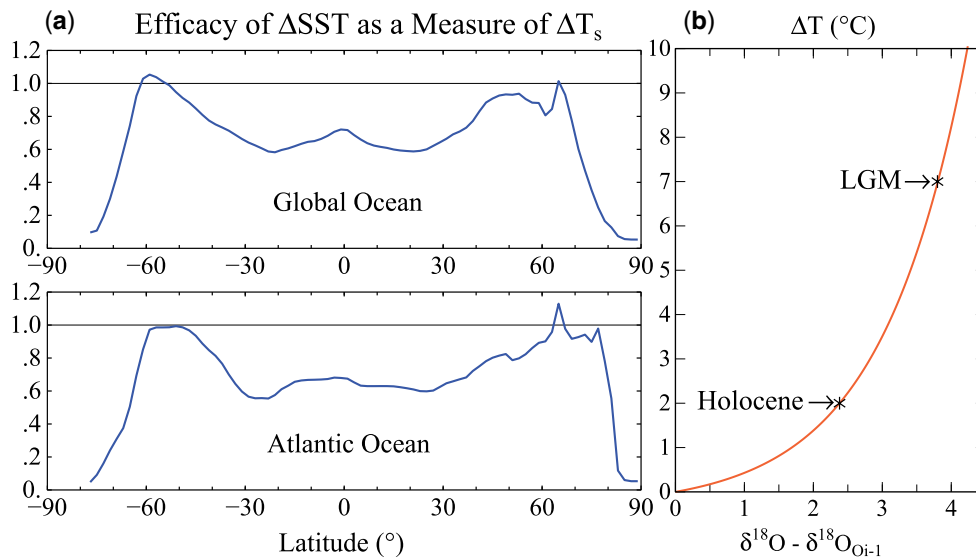 (a) Efficacy of ΔSST as a Measure of ΔTs
1.2
1.0
.8
.6
.4
.2
0.
Global Ocean
−90 −60 −30 0 30 60 90
1.2
1.0
.8
.6
.4
.2
0.
Atlantic Ocean
−90 −60 −30 0 30 60 90
Latitude (°)
(b) ΔT (°C)
10
9
8
7
6
5
4
3
2
1
0
LGM
Holocene
0 1 2 3 4
δ18O - δ18OOi-1